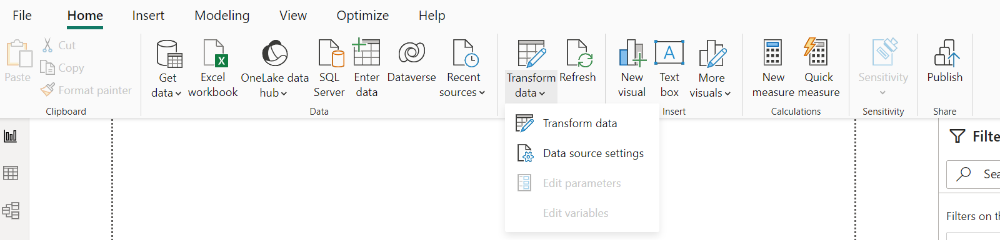 File Home Insert Modeling View Optimize Help
Paste
Cut
Copy
Format painter
Clipboard
Get
data
Excel
workbook
OneLake data
hub
SQL
Server
Enter
data
Dataverse
Recent
sources
Data
Transform
data
Refresh
New
visual
Text
box
More
visuals
Insert
New
measure
Quick
measure
Calculations
Sensitivity
Sensitivity
Publish
Share
Transform data
Data source settings
Edit parameters
Edit variables
Filte
Sea
Filters on th